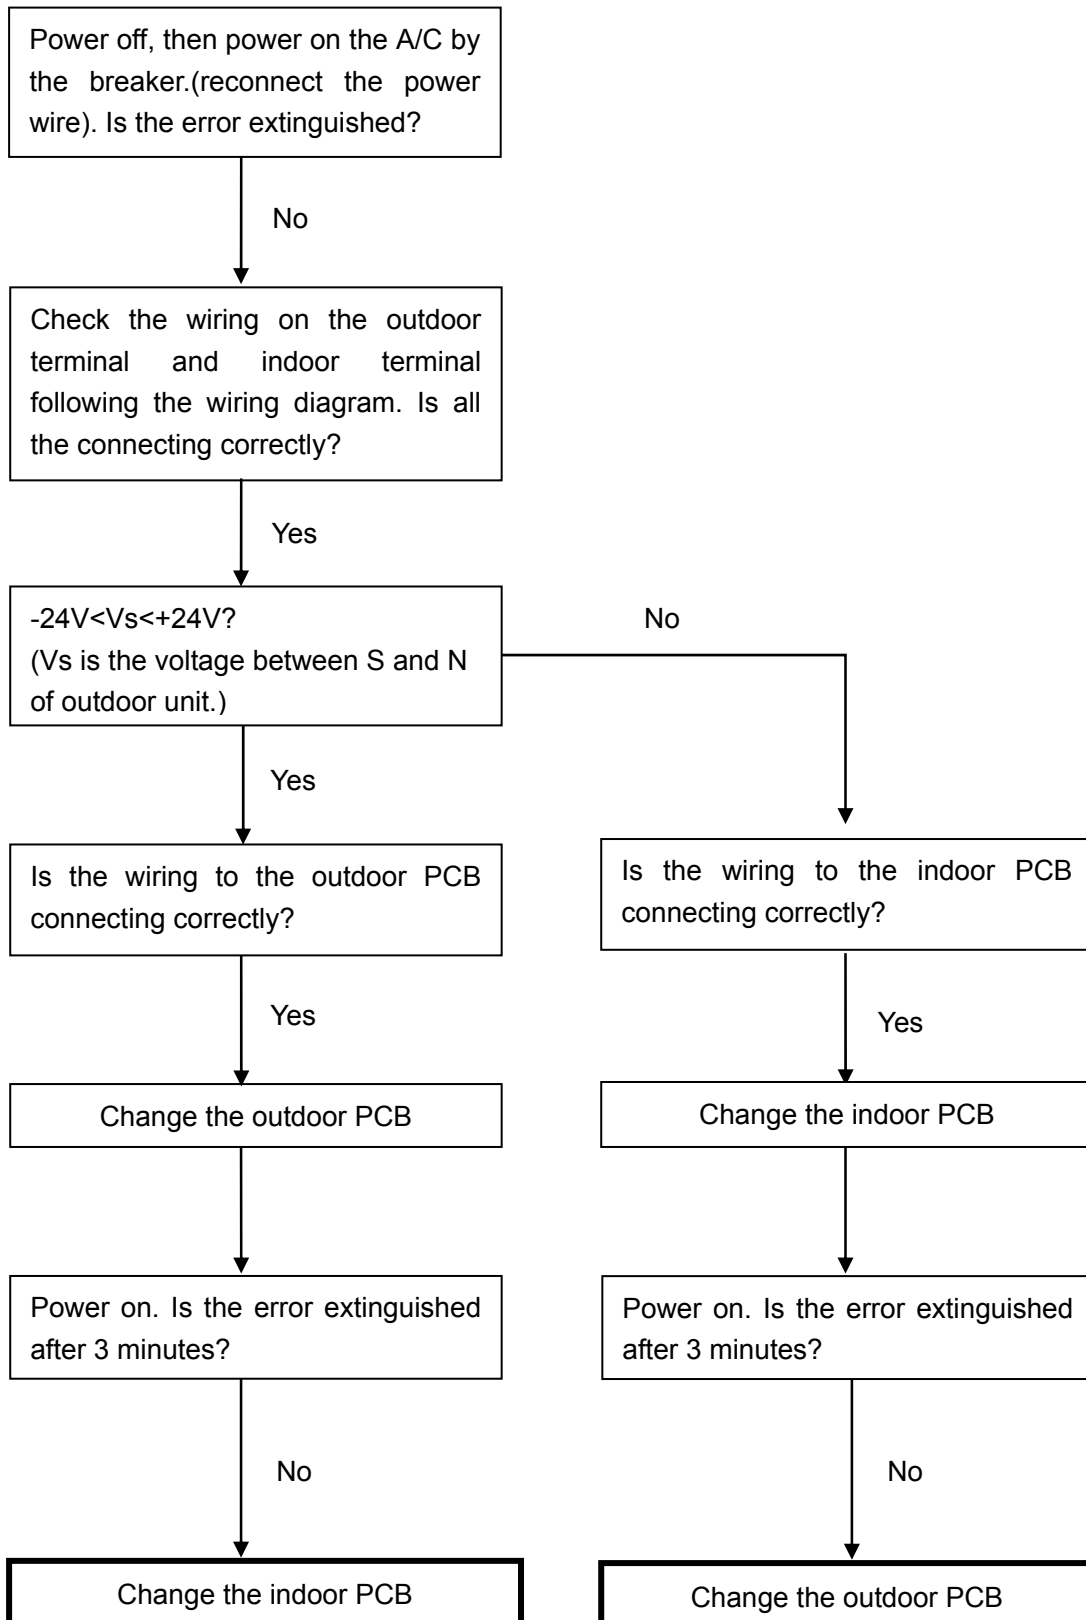 Power off, then power on the A/C by
the breaker.(reconnect the power
wire). Is the error extinguished?
No
Check the wiring on the outdoor
terminal and indoor terminal
following the wiring diagram. Is all
the connecting correctly?
Yes
-24V<Vs<+24V?
(Vs is the voltage between S and N
of outdoor unit.)
No
Yes
Is the wiring to the outdoor PCB
connecting correctly?
Is the wiring to the indoor PCB
connecting correctly?
Yes
Yes
Change the outdoor PCB
Change the indoor PCB
Power on. Is the error extinguished
after 3 minutes?
Power on. Is the error extinguished
after 3 minutes?
No
No
Change the indoor PCB
Change the outdoor PCB